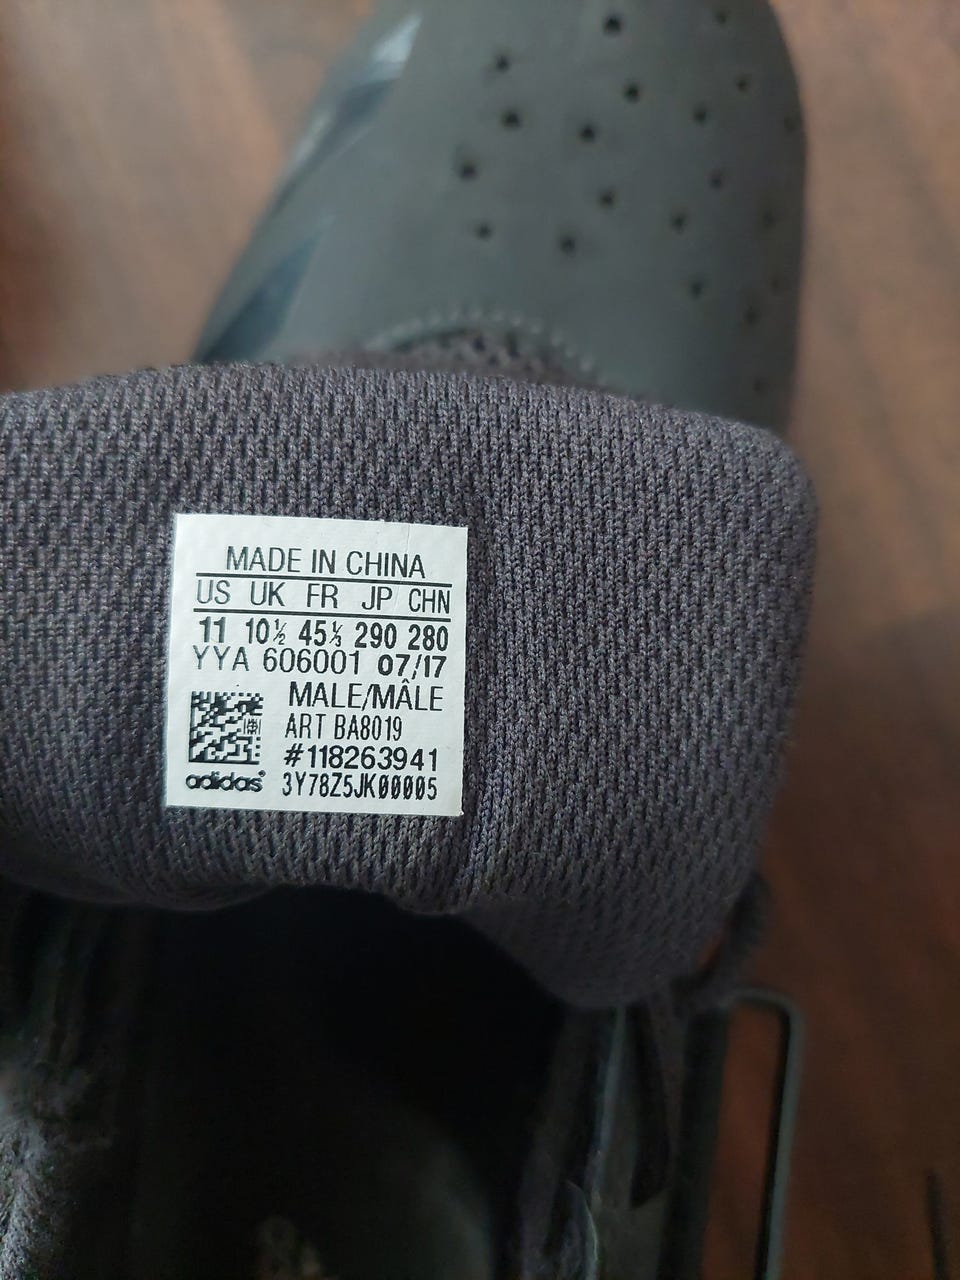 MADE IN CHINA
US UK FR JP CHN
11 10½ 45⅓ 290 280
YYA 606001 07/17
MALE/MÂLE
ART BA8019
#118263941
adidas® 3Y78Z5JK00005